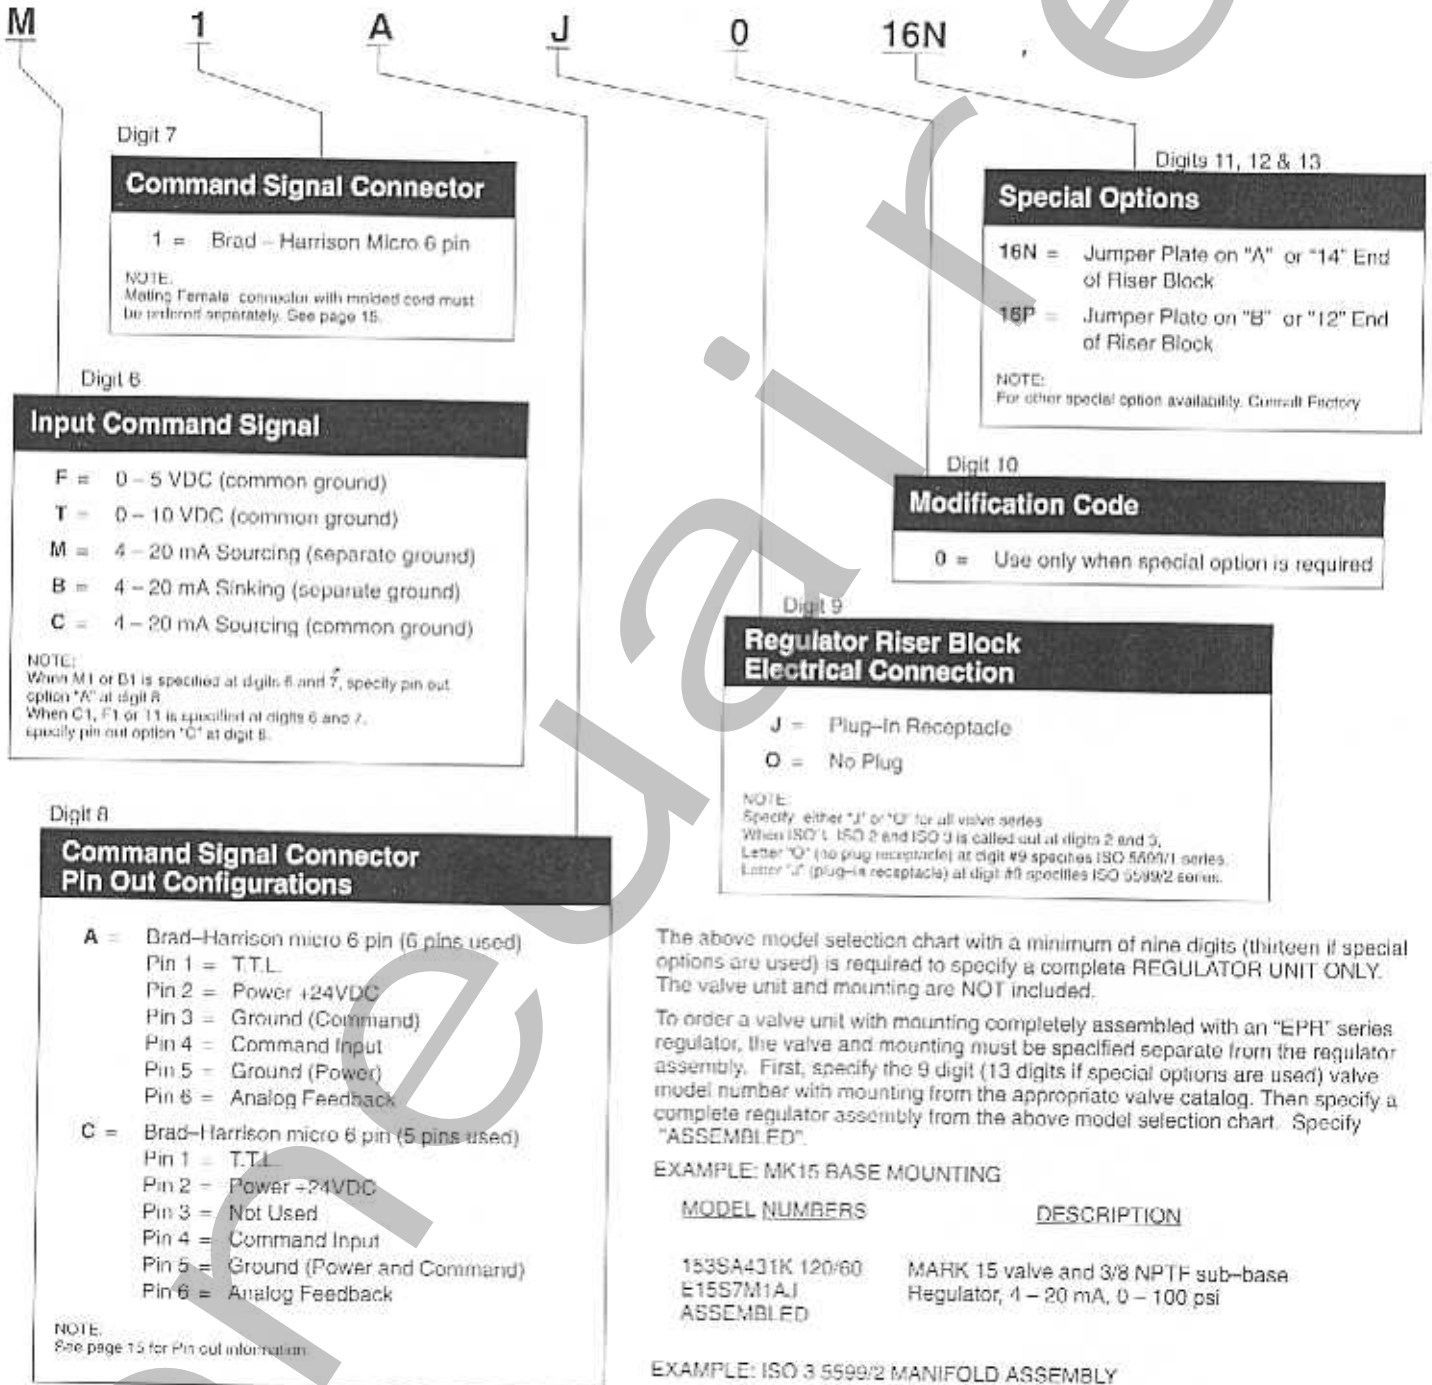 M 1 A J 0 16N
Digit 7
Command Signal Connector
1 = Brad – Harrison Micro 6 pin
NOTE:
Mating Female connector with molded cord must
be ordered separately. See page 15.
Digits 11, 12 & 13
Special Options
16N = Jumper Plate on "A" or "14" End
of Riser Block
16P = Jumper Plate on "B" or "12" End
of Riser Block
NOTE:
For other special option availability, Consult Factory
Digit 6
Input Command Signal
F = 0 – 5 VDC (common ground)
T = 0 – 10 VDC (common ground)
M = 4 – 20 mA Sourcing (separate ground)
B = 4 – 20 mA Sinking (separate ground)
C = 4 – 20 mA Sourcing (common ground)
NOTE:
When M1 or B1 is specified at digits 6 and 7, specify pin out
option "A" at digit 8
When C1, F1 or T1 is specified at digits 6 and 7,
specify pin out option "C" at digit 8.
Digit 10
Modification Code
0 = Use only when special option is required
Digit 9
Regulator Riser Block
Electrical Connection
J = Plug–In Receptacle
O = No Plug
NOTE:
Specify either "J" or "O" for all valve series
When ISO 1, ISO 2 and ISO 3 is called out at digits 2 and 3,
Letter "O" (no plug receptacle) at digit #9 specifies ISO 5599/1 series.
Letter "J" (plug–in receptacle) at digit #9 specifies ISO 5599/2 series.
Digit 8
Command Signal Connector
Pin Out Configurations
A = Brad–Harrison micro 6 pin (6 pins used)
Pin 1 = T.T.L.
Pin 2 = Power +24VDC
Pin 3 = Ground (Command)
Pin 4 = Command Input
Pin 5 = Ground (Power)
Pin 6 = Analog Feedback
C = Brad–Harrison micro 6 pin (5 pins used)
Pin 1 = T.T.L.
Pin 2 = Power +24VDC
Pin 3 = Not Used
Pin 4 = Command Input
Pin 5 = Ground (Power and Command)
Pin 6 = Analog Feedback
NOTE:
See page 15 for Pin out information.
The above model selection chart with a minimum of nine digits (thirteen if special
options are used) is required to specify a complete REGULATOR UNIT ONLY.
The valve unit and mounting are NOT included.
To order a valve unit with mounting completely assembled with an "EPR" series
regulator, the valve and mounting must be specified separate from the regulator
assembly. First, specify the 9 digit (13 digits if special options are used) valve
model number with mounting from the appropriate valve catalog. Then specify a
complete regulator assembly from the above model selection chart. Specify
"ASSEMBLED".
EXAMPLE: MK15 BASE MOUNTING
MODEL NUMBERS DESCRIPTION
153SA431K 120/60 MARK 15 valve and 3/8 NPTF sub–base
E15S7M1AJ Regulator, 4 – 20 mA, 0 – 100 psi
ASSEMBLED
EXAMPLE: ISO 3 5599/2 MANIFOLD ASSEMBLY